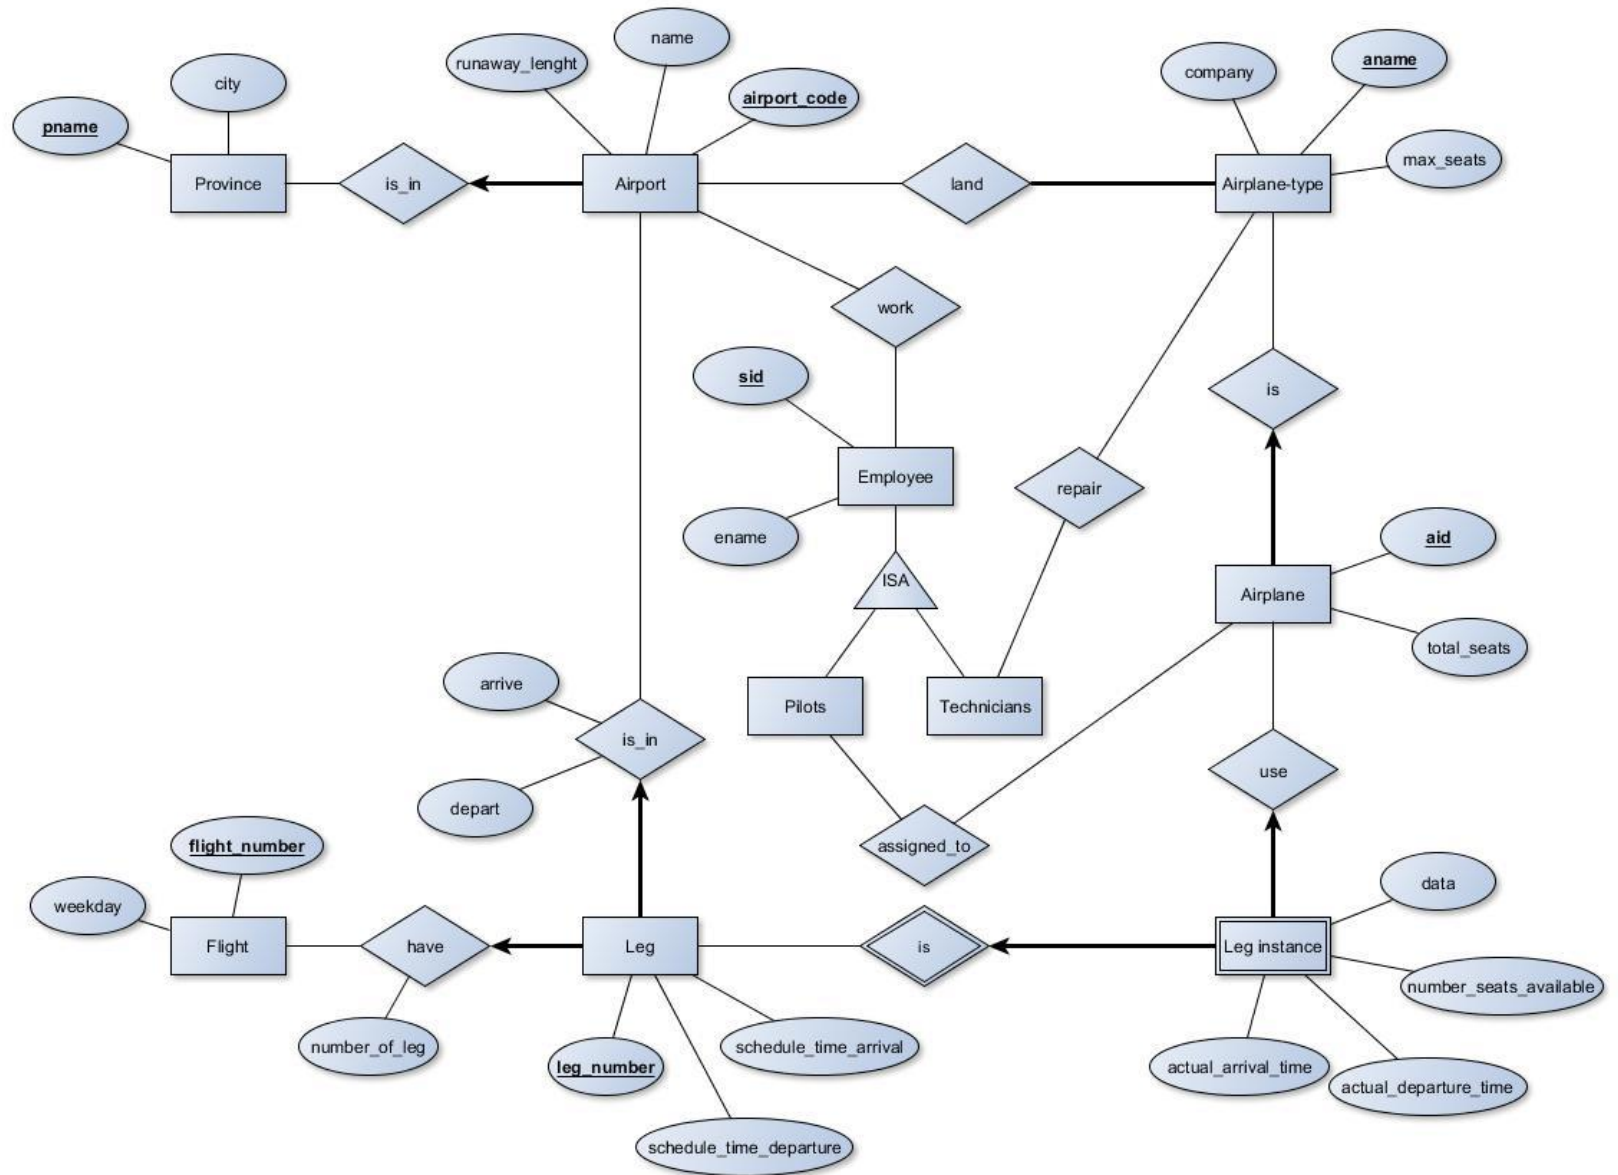 name
runaway_lenght
aname
city
company
airport_code
pname
max_seats
Province
is_in
Airport
land
Airplane-type
work
sid
is
Employee
repair
ename
aid
ISA
Airplane
total_seats
arrive
Pilots
Technicians
is_in
use
depart
flight_number
assigned_to
data
weekday
Flight
have
Leg
is
Leg instance
number_seats_available
number_of_leg
schedule_time_arrival
leg_number
actual_arrival_time
actual_departure_time
schedule_time_departure